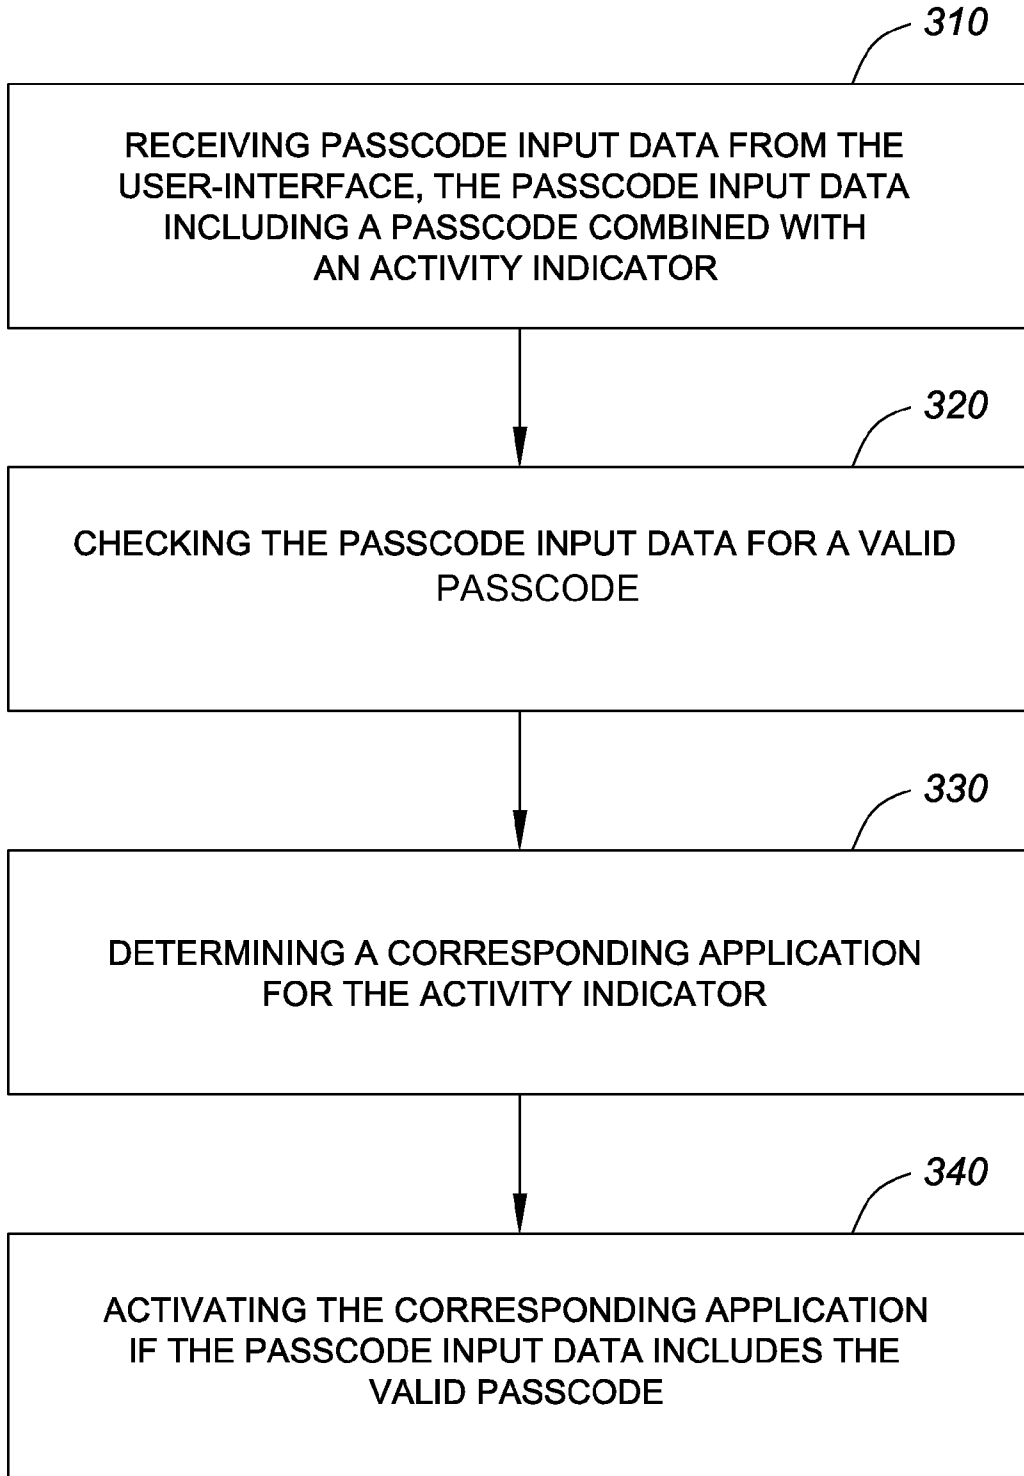 310
RECEIVING PASSCODE INPUT DATA FROM THE
USER-INTERFACE, THE PASSCODE INPUT DATA
INCLUDING A PASSCODE COMBINED WITH
AN ACTIVITY INDICATOR
320
CHECKING THE PASSCODE INPUT DATA FOR A VALID
PASSCODE
330
DETERMINING A CORRESPONDING APPLICATION
FOR THE ACTIVITY INDICATOR
340
ACTIVATING THE CORRESPONDING APPLICATION
IF THE PASSCODE INPUT DATA INCLUDES THE
VALID PASSCODE